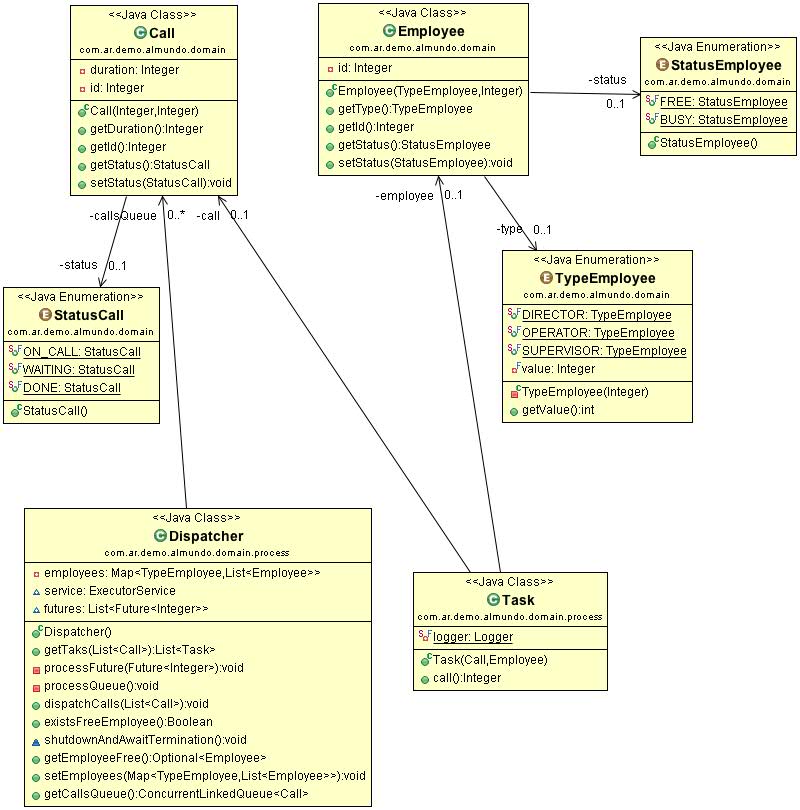 <<Java Class>>
Call
com.ar.demo.almundo.domain
duration: Integer
id: Integer
Call(Integer,Integer)
getDuration():Integer
getId():Integer
getStatus():StatusCall
setStatus(StatusCall):void
<<Java Class>>
Employee
com.ar.demo.almundo.domain
id: Integer
Employee(TypeEmployee,Integer)
getType():TypeEmployee
getId():Integer
getStatus():StatusEmployee
setStatus(StatusEmployee):void
-status
0..1
<<Java Enumeration>>
StatusEmployee
com.ar.demo.almundo.domain
FREE: StatusEmployee
BUSY: StatusEmployee
StatusEmployee()
-callsQueue
0..*
-call
0..1
-employee
0..1
-type
0..1
-status
0..1
<<Java Enumeration>>
StatusCall
com.ar.demo.almundo.domain
ON_CALL: StatusCall
WAITING: StatusCall
DONE: StatusCall
StatusCall()
<<Java Enumeration>>
TypeEmployee
com.ar.demo.almundo.domain
DIRECTOR: TypeEmployee
OPERATOR: TypeEmployee
SUPERVISOR: TypeEmployee
value: Integer
TypeEmployee(Integer)
getValue():int
<<Java Class>>
Dispatcher
com.ar.demo.almundo.domain.process
employees: Map<TypeEmployee,List<Employee>>
service: ExecutorService
futures: List<Future<Integer>>
Dispatcher()
getTaks(List<Call>):List<Task>
processFuture(Future<Integer>):void
processQueue():void
dispatchCalls(List<Call>):void
existsFreeEmployee():Boolean
shutdownAndAwaitTermination():void
getEmployeeFree():Optional<Employee>
setEmployees(Map<TypeEmployee,List<Employee>>):void
getCallsQueue():ConcurrentLinkedQueue<Call>
<<Java Class>>
Task
com.ar.demo.almundo.domain.process
logger: Logger
Task(Call,Employee)
call():Integer